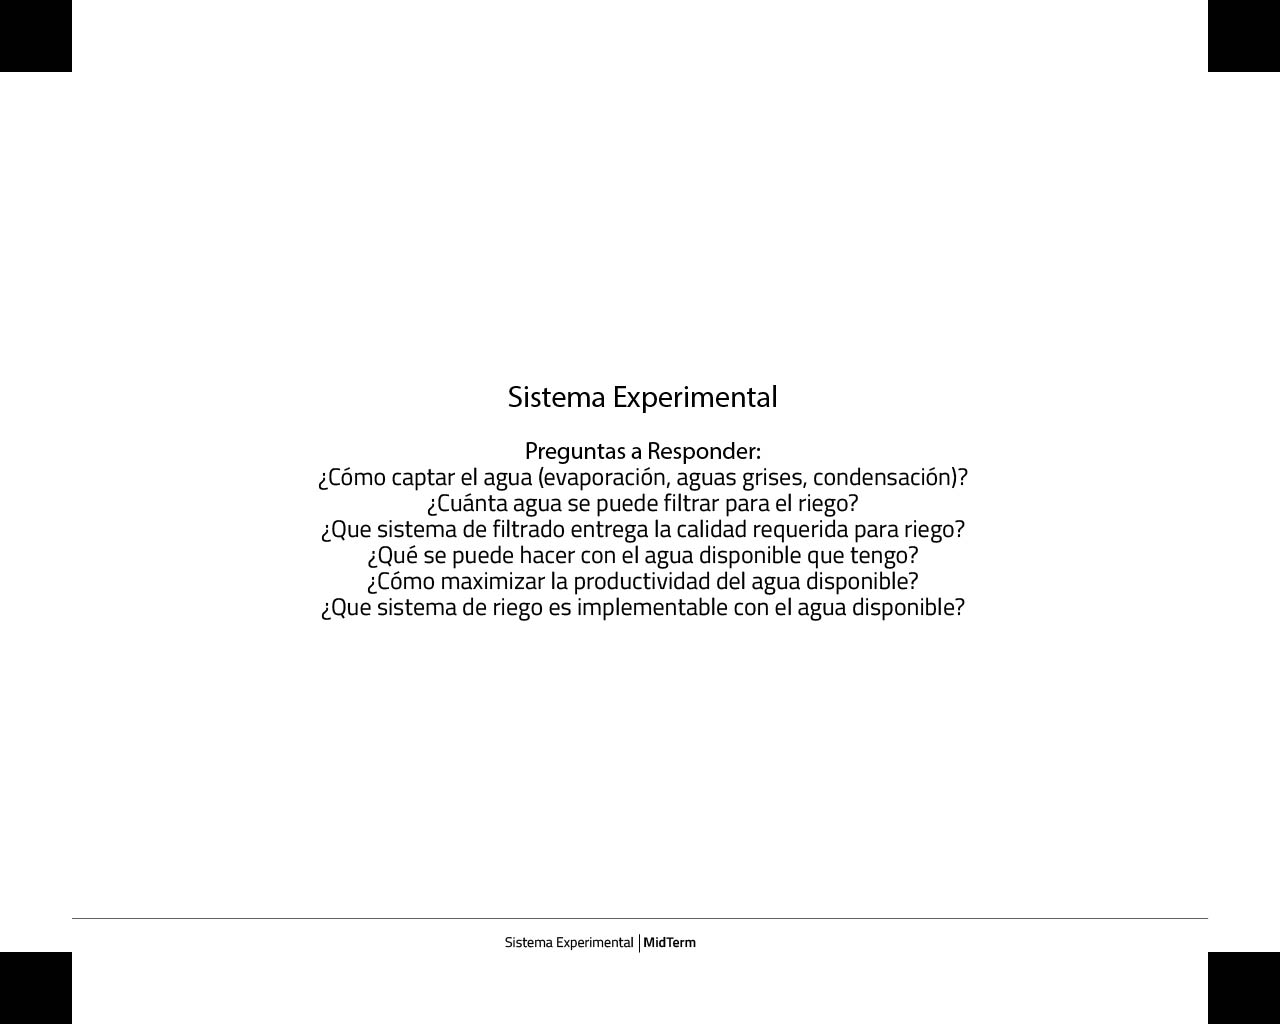 Sistema Experimental
Preguntas a Responder:
¿Cómo captar el agua (evaporación, aguas grises, condensación)?
¿Cuánta agua se puede filtrar para el riego?
¿Que sistema de filtrado entrega la calidad requerida para riego?
¿Qué se puede hacer con el agua disponible que tengo?
¿Cómo maximizar la productividad del agua disponible?
¿Que sistema de riego es implementable con el agua disponible?
Sistema Experimental | MidTerm